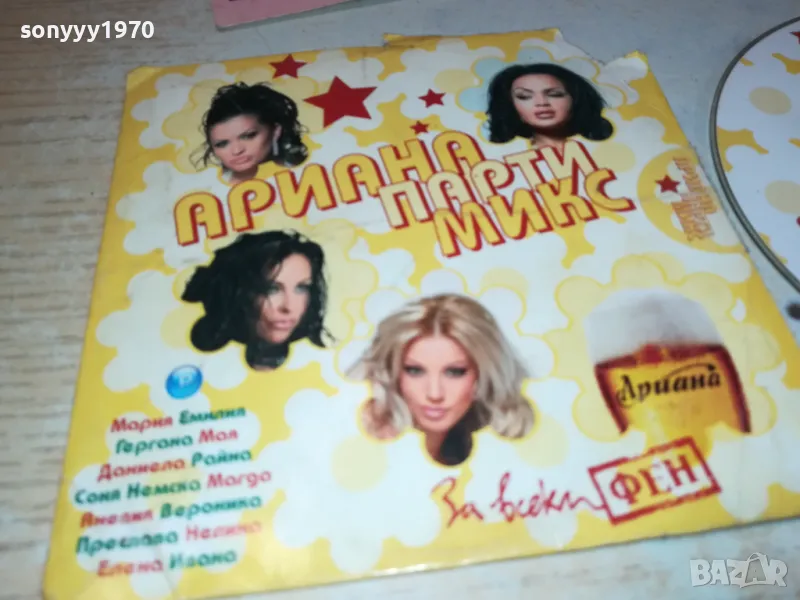 sonyyy1970
АРИАНА
ПАРТИ
МИКС
Ариана
Мария Емилия
Гергана Мая
Даниела Райна
Соня Немска Магда
Анелия Вероника
Преслава Нелина
Елена Ивана
За всеки ФЕН
BAZAR